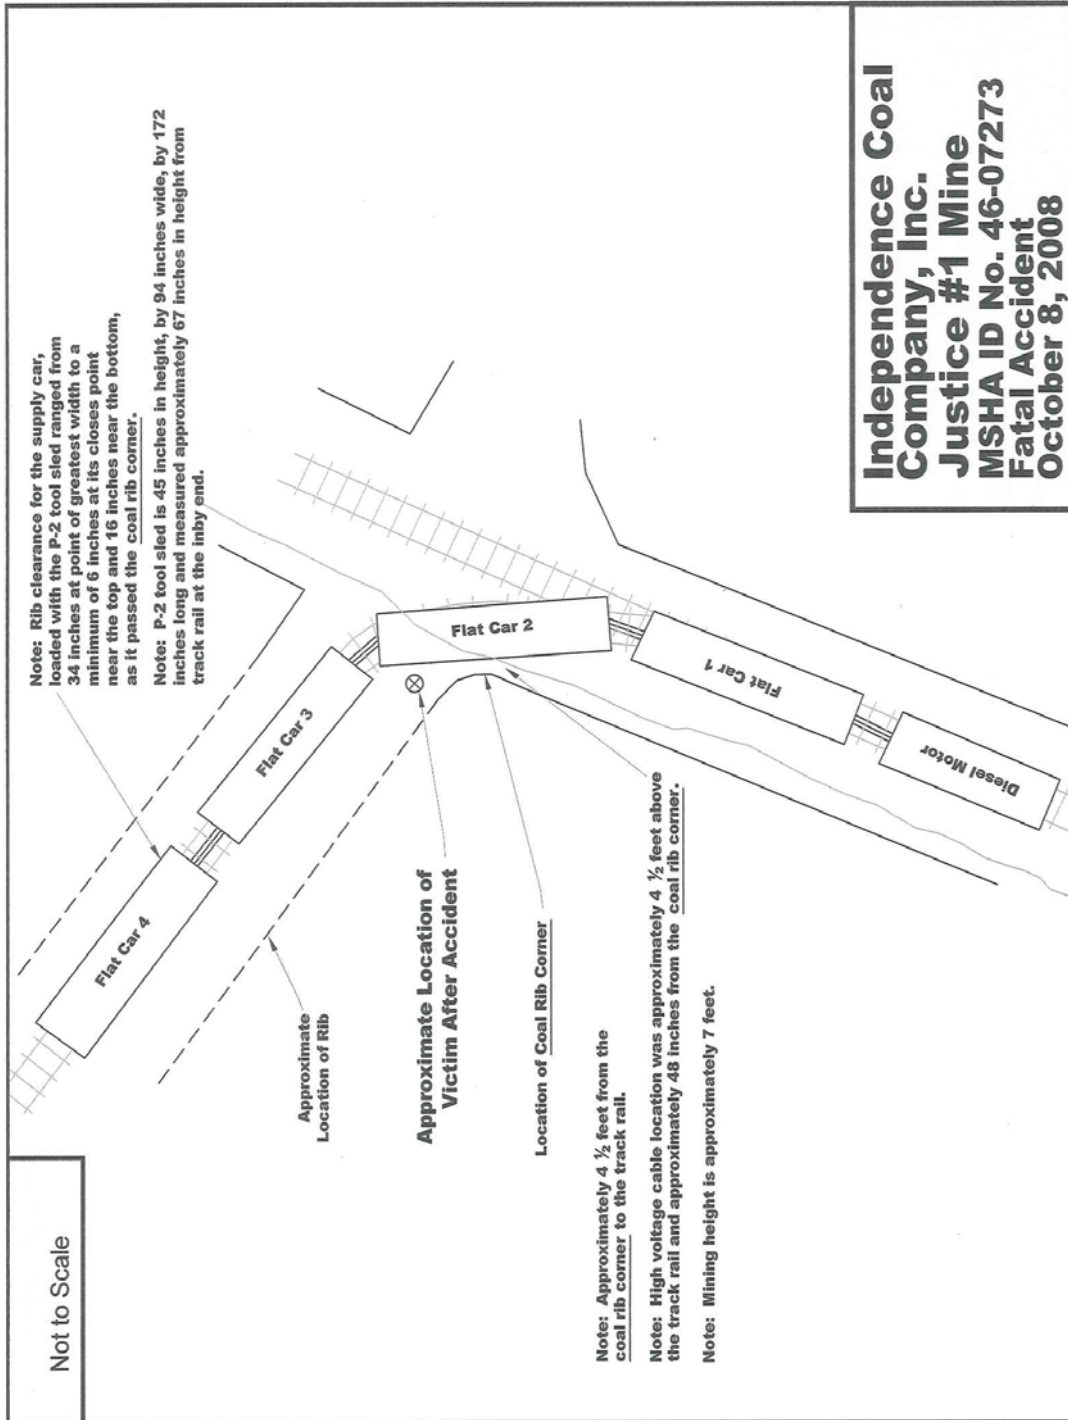 Not to Scale
Note: Rib clearance for the supply car,
loaded with the P-2 tool sled ranged from
34 inches at point of greatest width to a
minimum of 6 inches at its closes point
near the top and 16 inches near the bottom,
as it passed the coal rib corner.
Note: P-2 tool sled is 45 inches in height, by 94 inches wide, by 172
inches long and measured approximately 67 inches in height from
track rail at the inby end.
Flat Car 4
Flat Car 3
Flat Car 2
Flat Car 1
Diesel Motor
Approximate
Location of Rib
Approximate Location of
Victim After Accident
Location of Coal Rib Corner
Note: Approximately 4 ½ feet from the
coal rib corner to the track rail.
Note: High voltage cable location was approximately 4 ½ feet above
the track rail and approximately 48 inches from the coal rib corner.
Note: Mining height is approximately 7 feet.
Independence Coal
Company, Inc.
Justice #1 Mine
MSHA ID No. 46-07273
Fatal Accident
October 8, 2008